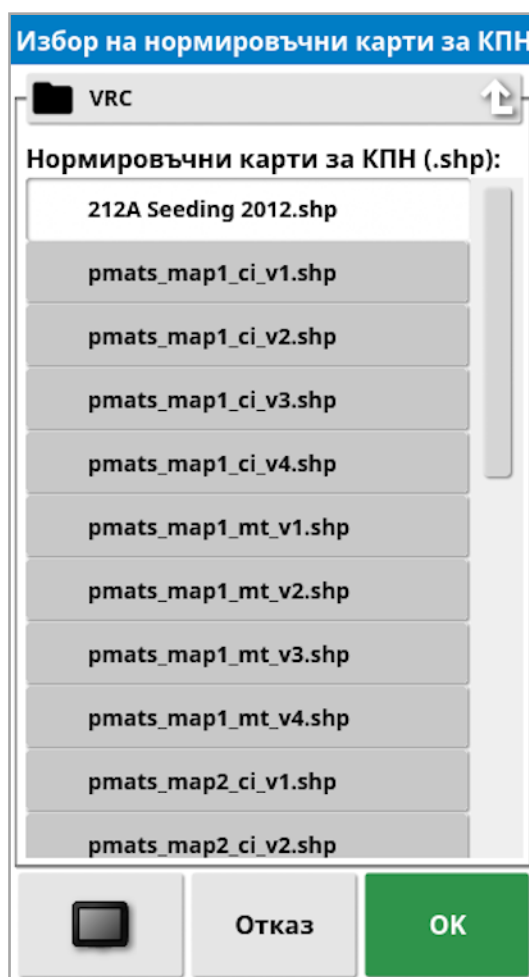 Избор на нормировъчни карти за КПН
VRC
Нормировъчни карти за КПН (.shp):
212A Seeding 2012.shp
pmats_map1_ci_v1.shp
pmats_map1_ci_v2.shp
pmats_map1_ci_v3.shp
pmats_map1_ci_v4.shp
pmats_map1_mt_v1.shp
pmats_map1_mt_v2.shp
pmats_map1_mt_v3.shp
pmats_map1_mt_v4.shp
pmats_map2_ci_v1.shp
pmats_map2_ci_v2.shp
Отказ
OK